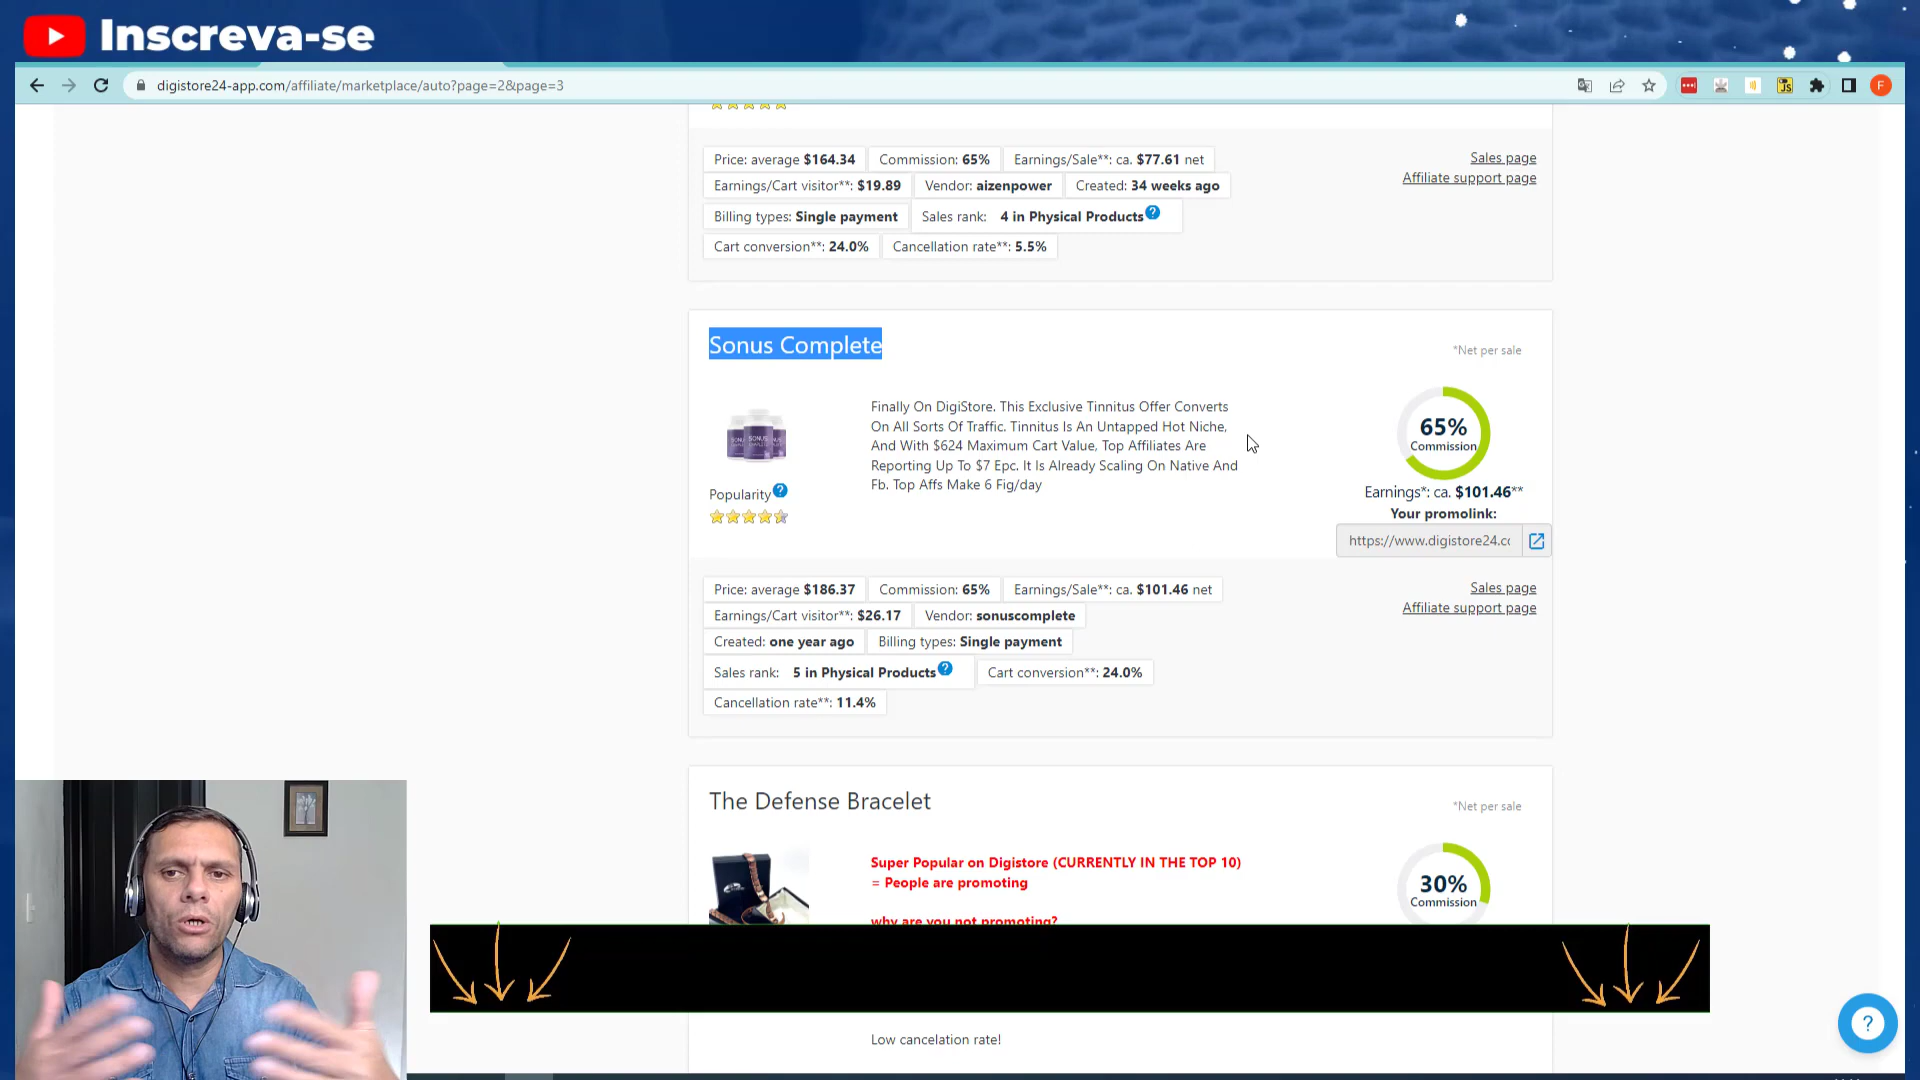 Inscreva-se
digistore24-app.com/affiliate/marketplace/auto?page=2&page=3
F
Price: average $164.34 Commission: 65% Earnings/Sale**: ca. $77.61 net
Sales page
Earnings/Cart visitor**: $19.89 Vendor: aizenpower Created: 34 weeks ago
Affiliate support page
Billing types: Single payment Sales rank: 4 in Physical Products ?
Cart conversion**: 24.0% Cancellation rate**: 5.5%
Sonus Complete
*Net per sale
Finally On DigiStore. This Exclusive Tinnitus Offer Converts
On All Sorts Of Traffic. Tinnitus Is An Untapped Hot Niche,
And With $624 Maximum Cart Value, Top Affiliates Are
Reporting Up To $7 Epc. It Is Already Scaling On Native And
Fb. Top Affs Make 6 Fig/day
SONUS
65%
Commission
Popularity ?
Earnings*: ca. $101.46**
Your promolink:
https://www.digistore24.cc
Price: average $186.37 Commission: 65% Earnings/Sale**: ca. $101.46 net
Sales page
Earnings/Cart visitor**: $26.17 Vendor: sonuscomplete
Affiliate support page
Created: one year ago Billing types: Single payment
Sales rank: 5 in Physical Products ? Cart conversion**: 24.0%
Cancellation rate**: 11.4%
The Defense Bracelet
*Net per sale
Super Popular on Digistore (CURRENTLY IN THE TOP 10)
= People are promoting
why are you not promoting?
30%
Commission
Low cancelation rate!
?